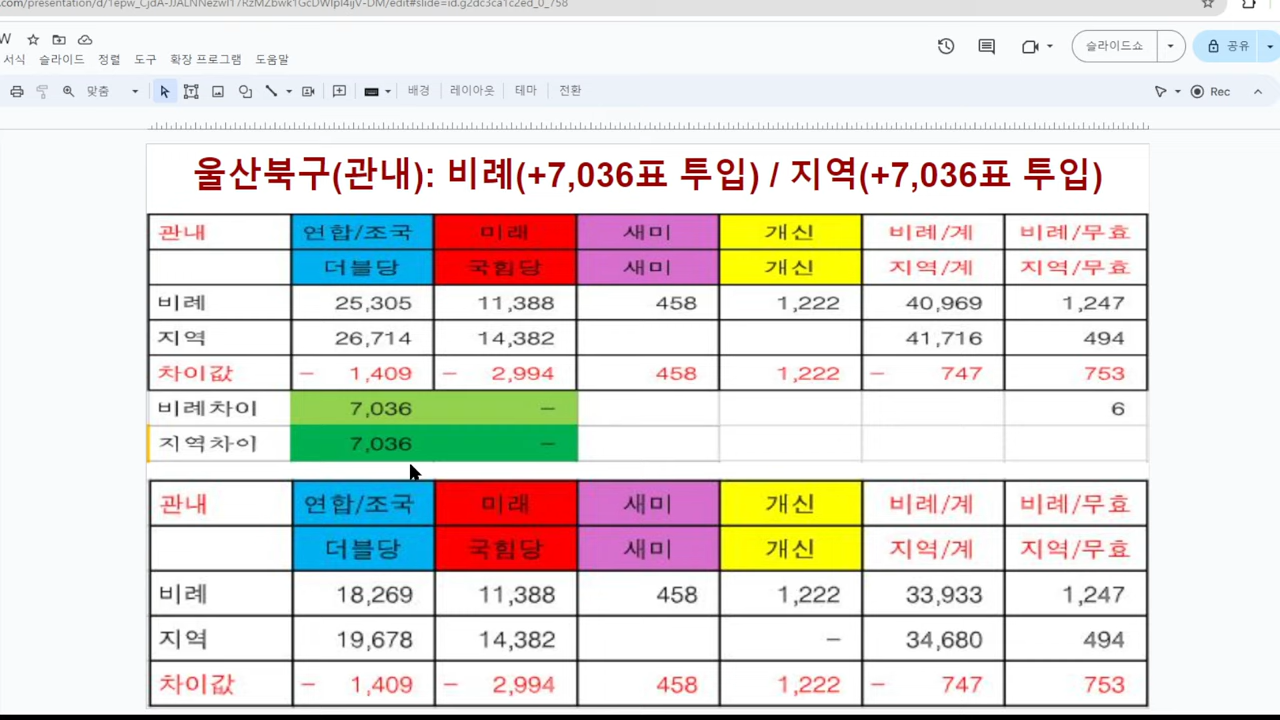 서식 슬라이드 정렬 도구 확장 프로그램 도움말
슬라이드쇼
공유
맞춤
배경 레이아웃 테마 전환
Rec
울산북구(관내): 비례(+7,036표 투입) / 지역(+7,036표 투입)
관내 연합/조국 미래 새미 개신 비례/계 비례/무효
더블당 국힘당 새미 개신 지역/계 지역/무효
비례 25,305 11,388 458 1,222 40,969 1,247
지역 26,714 14,382 41,716 494
차이값 - 1,409 - 2,994 458 1,222 - 747 753
비례차이 7,036 - 6
지역차이 7,036 -
관내 연합/조국 미래 새미 개신 비례/계 비례/무효
더블당 국힘당 새미 개신 지역/계 지역/무효
비례 18,269 11,388 458 1,222 33,933 1,247
지역 19,678 14,382 - 34,680 494
차이값 - 1,409 - 2,994 458 1,222 - 747 753